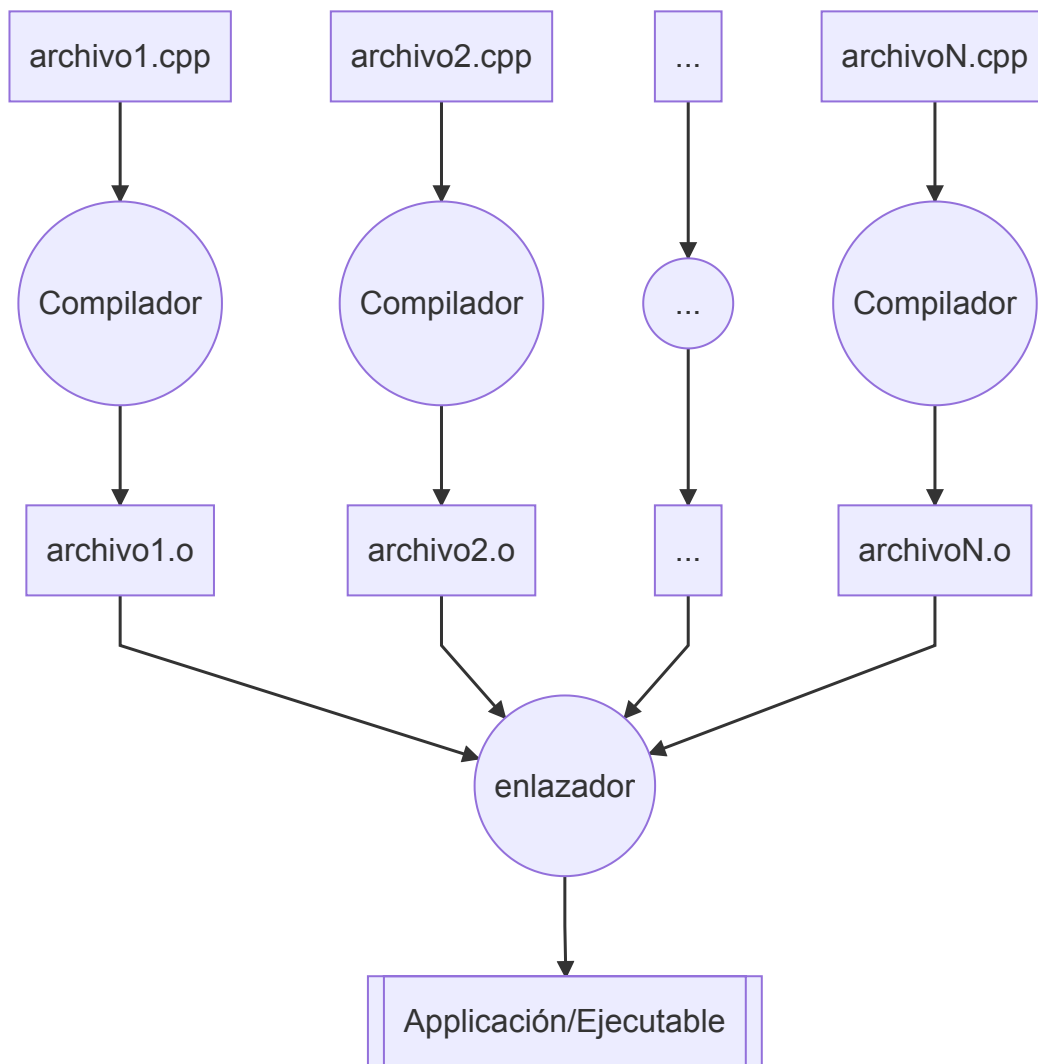 archivo1.cpp
archivo2.cpp
...
archivoN.cpp
Compilador
Compilador
...
Compilador
archivo1.o
archivo2.o
...
archivoN.o
enlazador
Applicación/Ejecutable